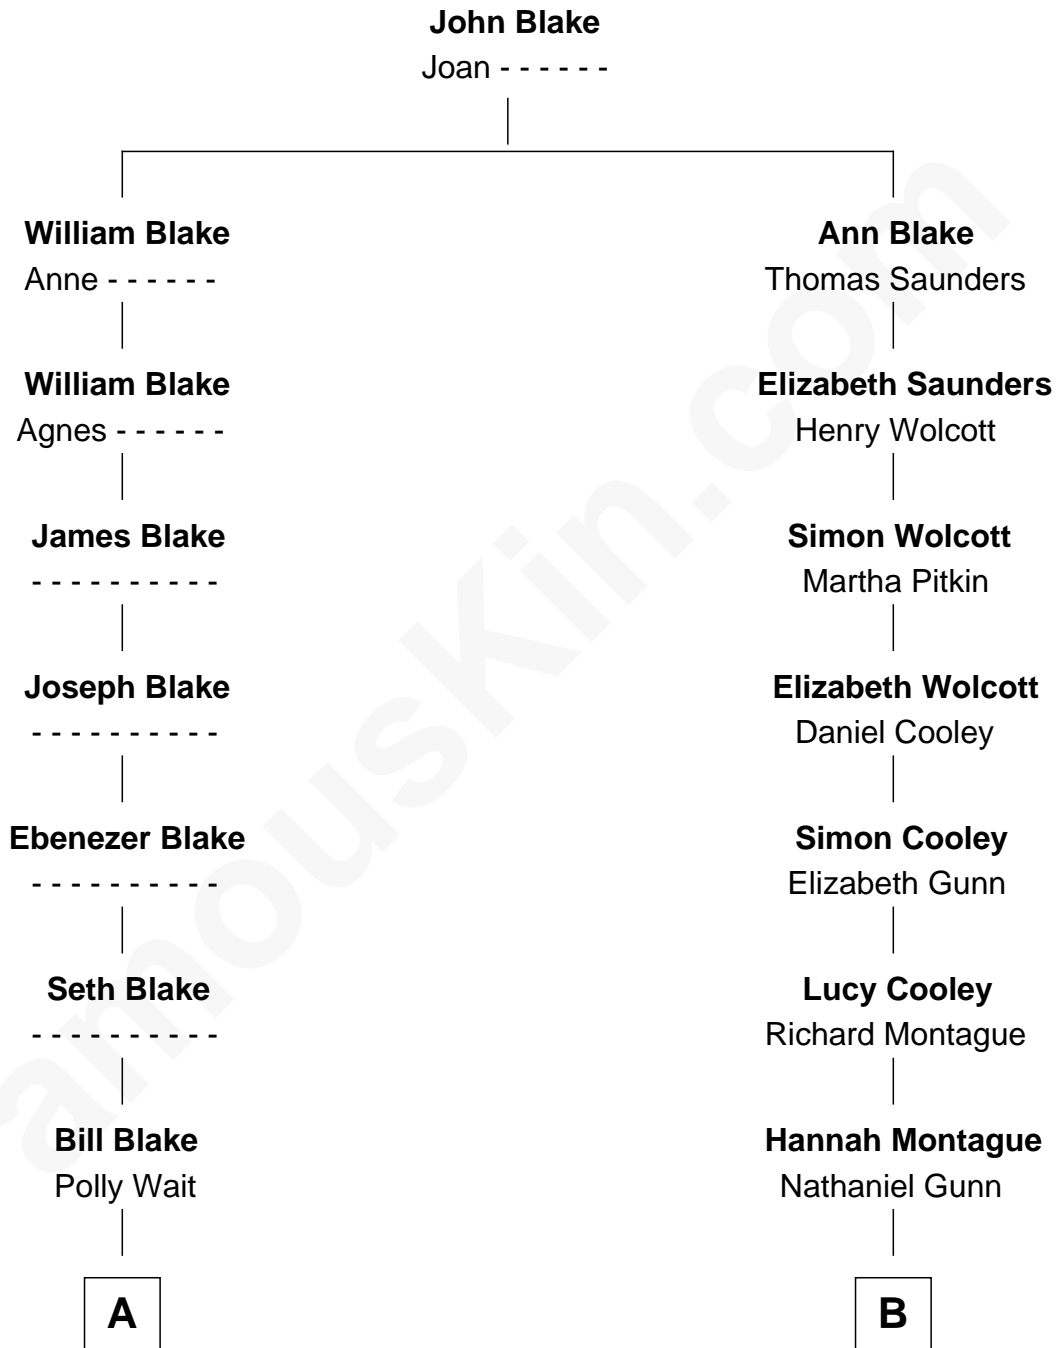 John Blake
Joan - - - - - -
William Blake
Anne - - - - - -
Ann Blake
Thomas Saunders
William Blake
Agnes - - - - - -
Elizabeth Saunders
Henry Wolcott
James Blake
- - - - - - - - - -
Simon Wolcott
Martha Pitkin
Joseph Blake
- - - - - - - - - -
Elizabeth Wolcott
Daniel Cooley
Ebenezer Blake
- - - - - - - - - -
Simon Cooley
Elizabeth Gunn
Seth Blake
- - - - - - - - - -
Lucy Cooley
Richard Montague
Bill Blake
Polly Wait
Hannah Montague
Nathaniel Gunn
A
B
amousKin.com